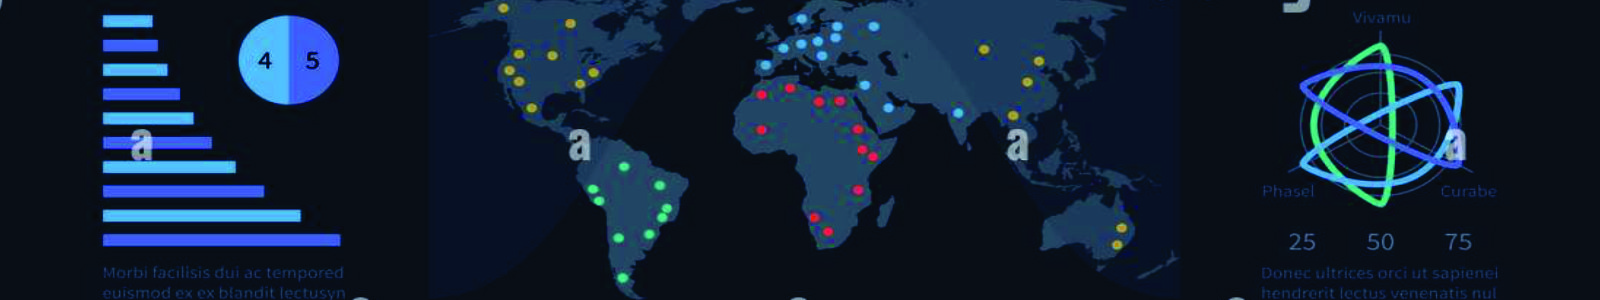 4 5
Morbi facilisis dui ac tempored
euismod ex ex blandit lectusyn
a
a
a
a
Vivamu
Phasel
Curabe
25 50 75
Donec ultrices orci ut sapienei
hendrerit lectus venenatis nul